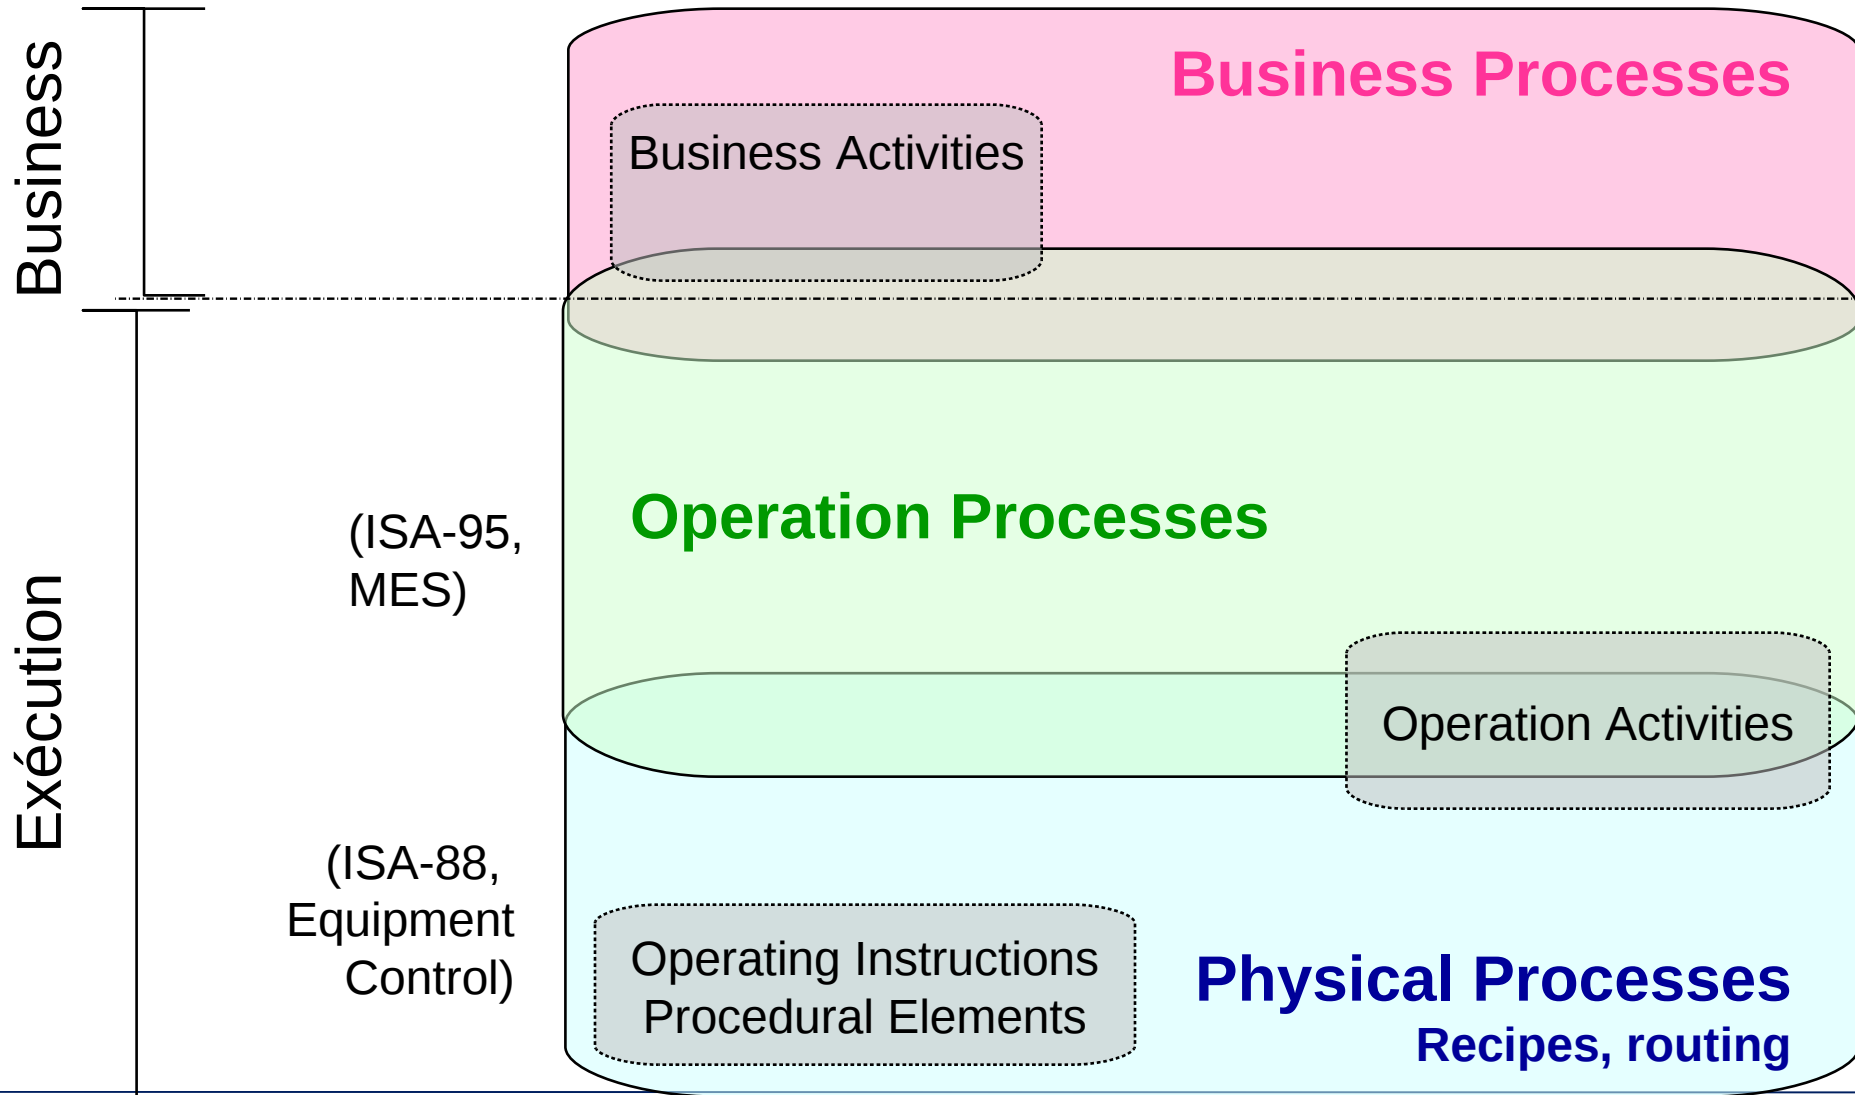 Business
Business Processes
Business Activities
Exécution
(ISA-95,
MES)
Operation Processes
Operation Activities
(ISA-88,
Equipment
Control)
Operating Instructions
Procedural Elements
Physical Processes
Recipes, routing